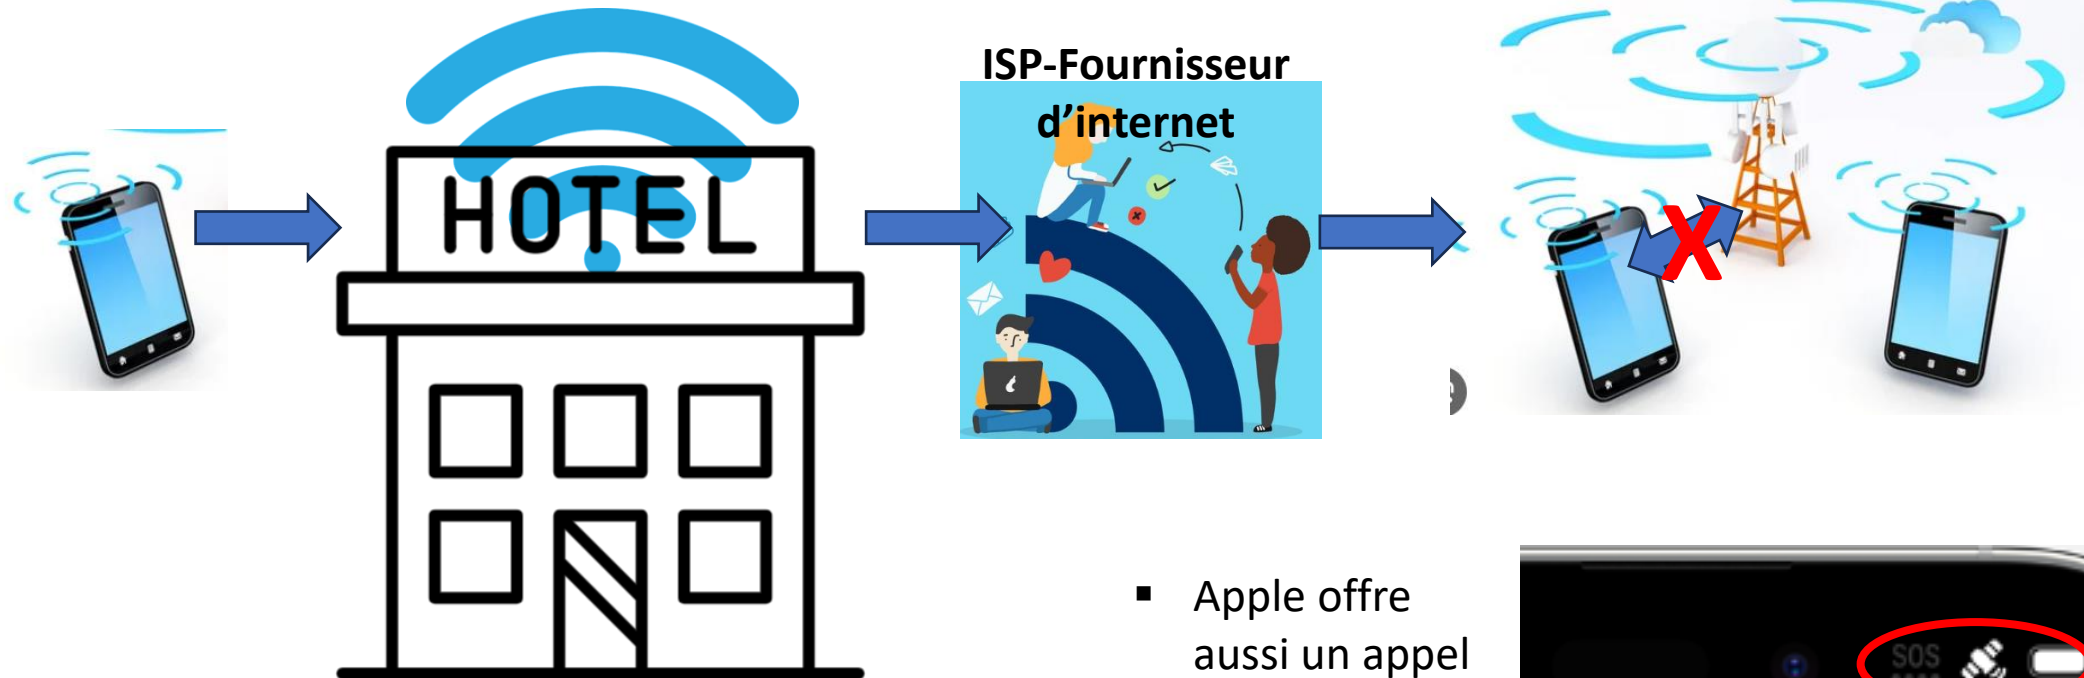 ISP-Fournisseur
d’internet
HOTEL
X
▪ Apple offre
aussi un appel
SOS